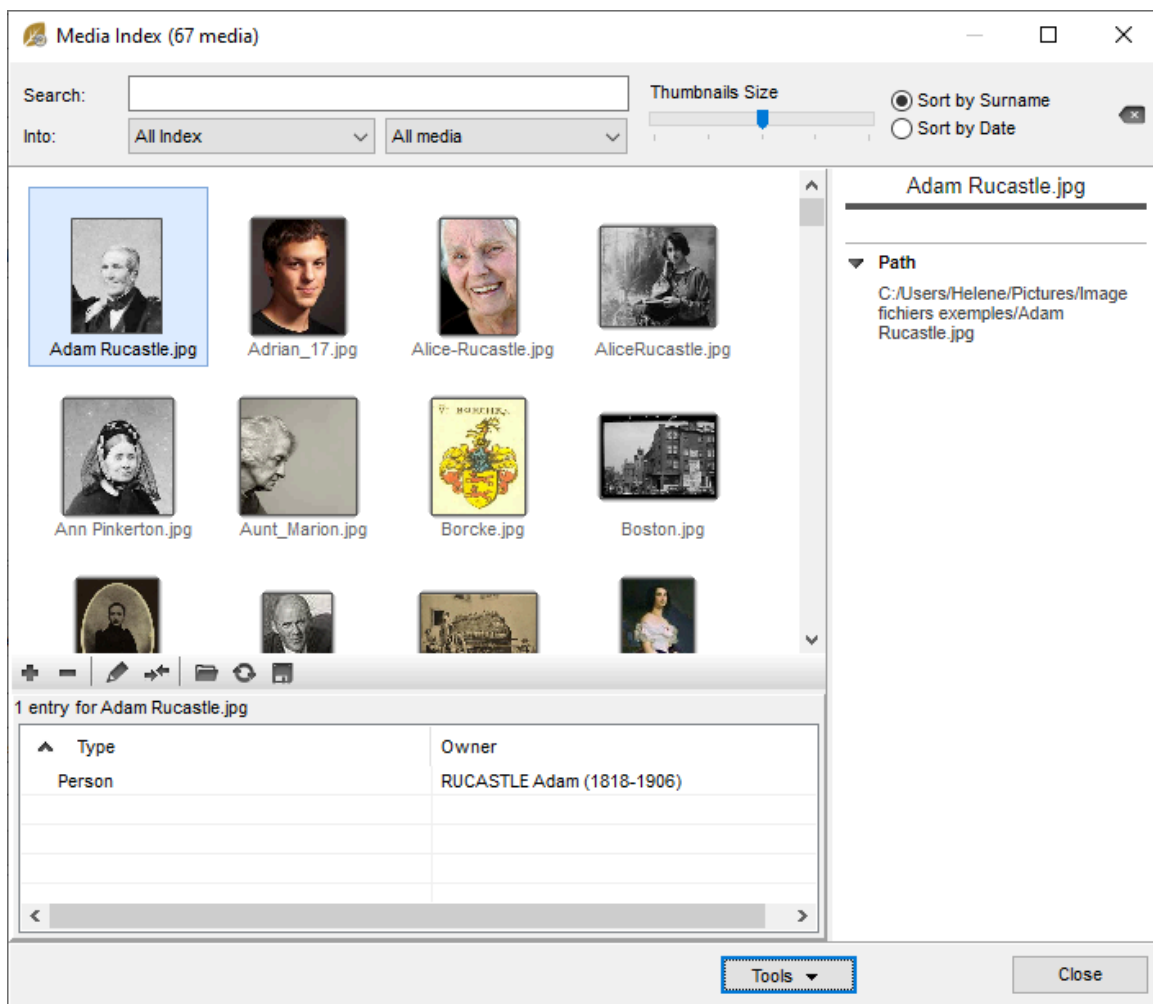 Media Index (67 media)
Search:
Thumbnails Size
Sort by Surname
Into:
All Index
All media
Sort by Date
Adam Rucastle.jpg
Path
C:/Users/Helene/Pictures/Image
fichiers exemples/Adam
Rucastle.jpg
Adam Rucastle.jpg
Adrian_17.jpg
Alice-Rucastle.jpg
AliceRucastle.jpg
Ann Pinkerton.jpg
Aunt_Marion.jpg
Borcke.jpg
Boston.jpg
1 entry for Adam Rucastle.jpg
Type
Owner
Person
RUCASTLE Adam (1818-1906)
Tools
Close